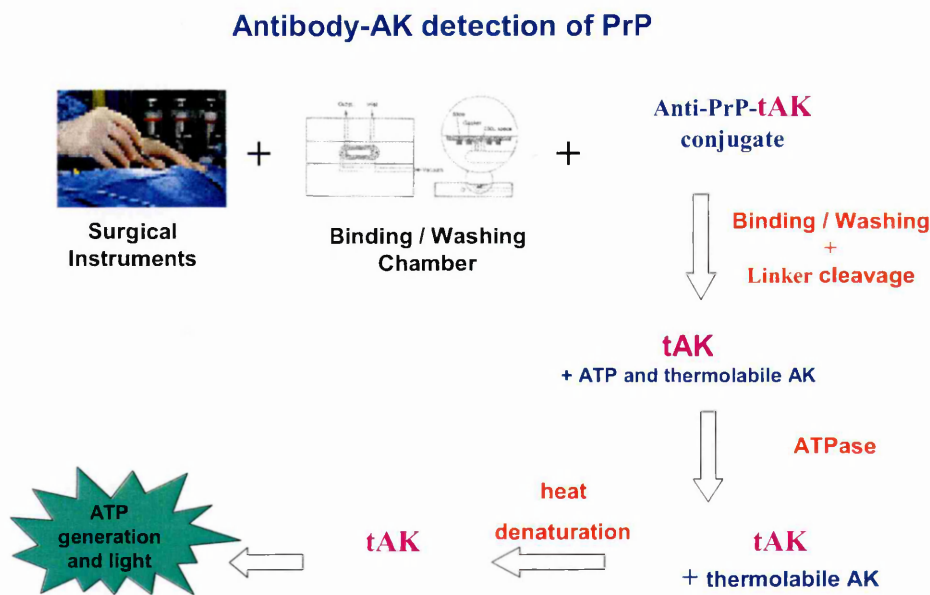 Antibody-AK detection of PrP
+
+
Anti-PrP-tAK
conjugate
Surgical
Instruments
Binding / Washing
Chamber
Binding / Washing
+
Linker cleavage
tAK
+ ATP and thermolabile AK
ATPase
heat
denaturation
ATP
generation
and light
tAK
tAK
+ thermolabile AK